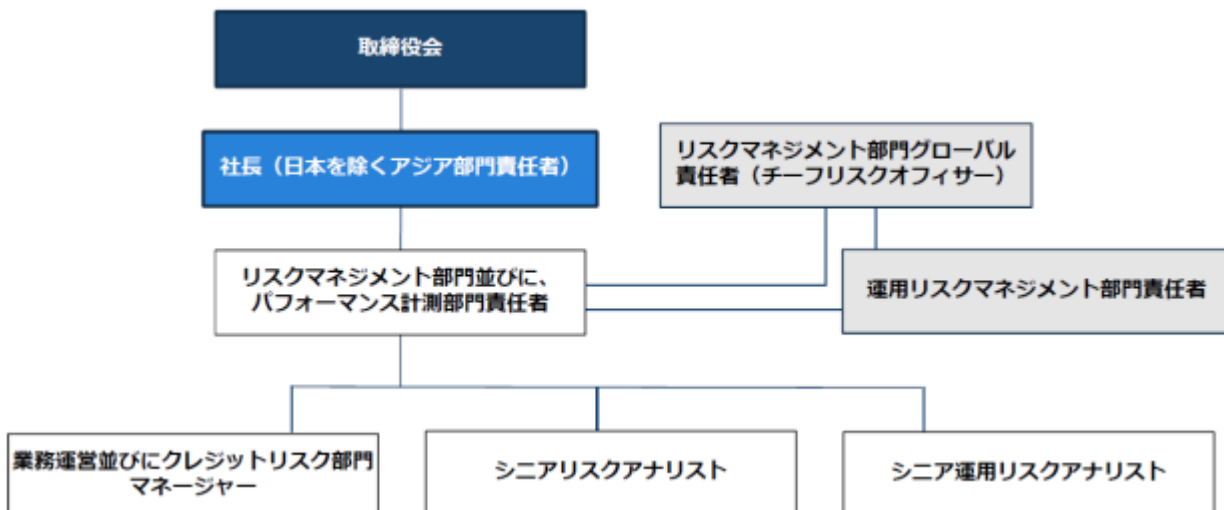 取締役会
社長（日本を除くアジア部門責任者）
リスクマネジメント部門グローバル
責任者（チーフリスクオフィサー）
リスクマネジメント部門並びに、
パフォーマンス計測部門責任者
運用リスクマネジメント部門責任者
業務運営並びにクレジットリスク部門
マネージャー
シニアリスクアナリスト
シニア運用リスクアナリスト